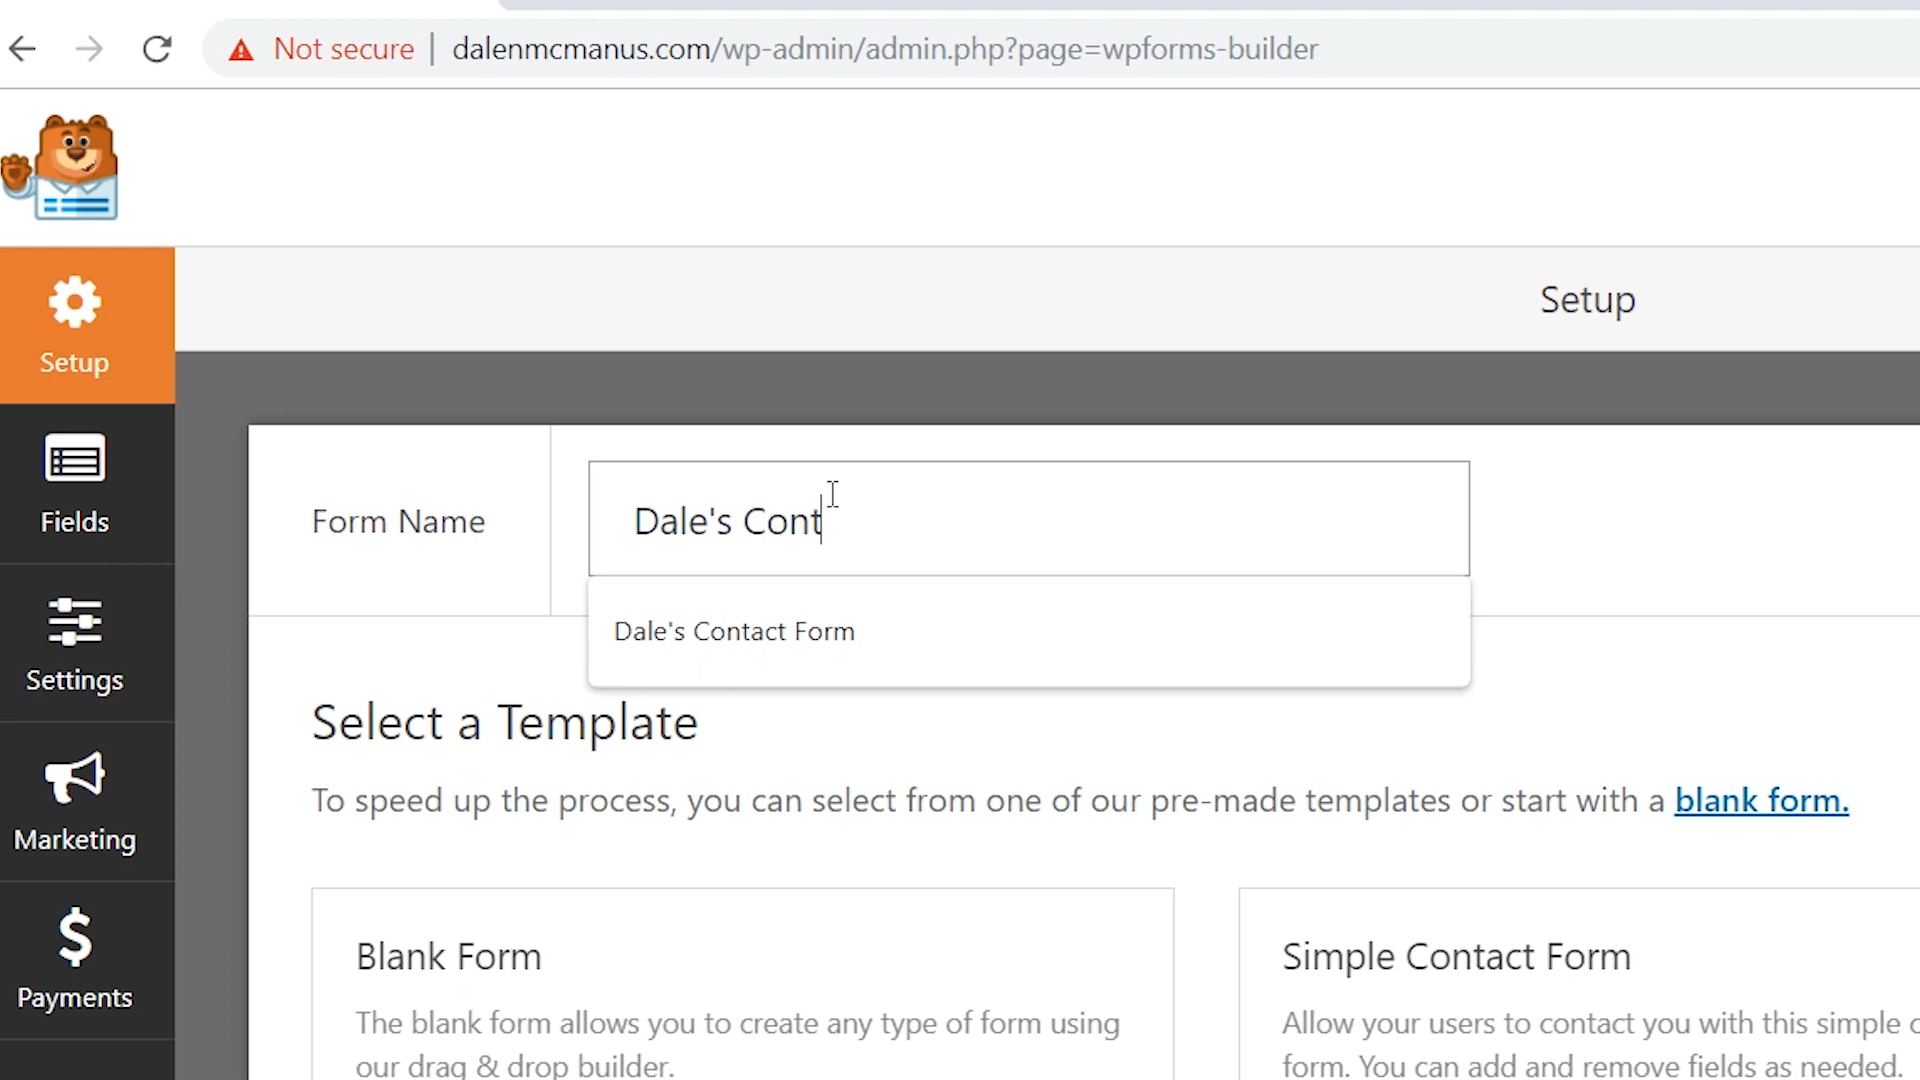 Not secure | dalenmcmanus.com/wp-admin/admin.php?page=wpforms-builder
Setup
Setup
Fields
Settings
Marketing
Payments
Form Name
Dale's Cont
Dale's Contact Form
Select a Template
To speed up the process, you can select from one of our pre-made templates or start with a blank form.
Blank Form
The blank form allows you to create any type of form using
our drag & drop builder.
Simple Contact Form
Allow your users to contact you with this simple c
form. You can add and remove fields as needed.